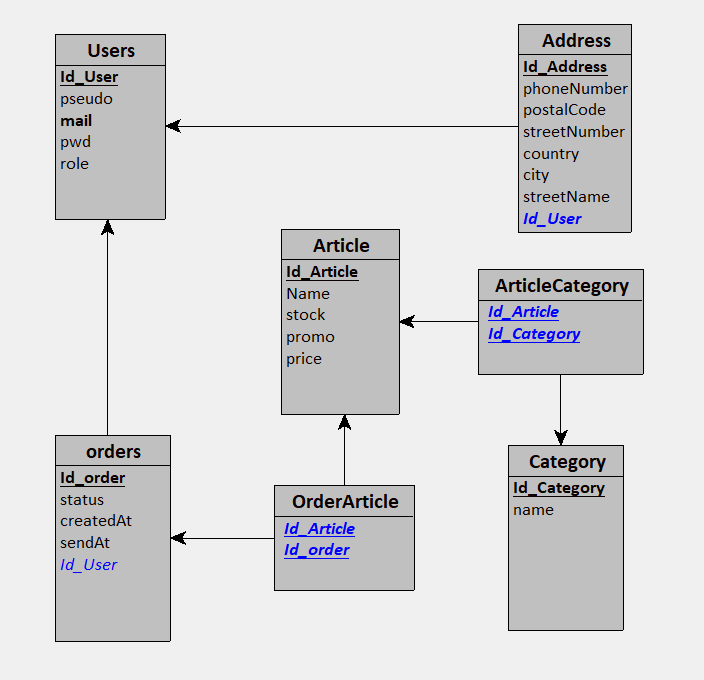 Users
Id_User
pseudo
mail
pwd
role
Address
Id_Address
phoneNumber
postalCode
streetNumber
country
city
streetName
Id_User
Article
Id_Article
Name
stock
promo
price
ArticleCategory
Id_Article
Id_Category
orders
Id_order
status
createdAt
sendAt
Id_User
OrderArticle
Id_Article
Id_order
Category
Id_Category
name